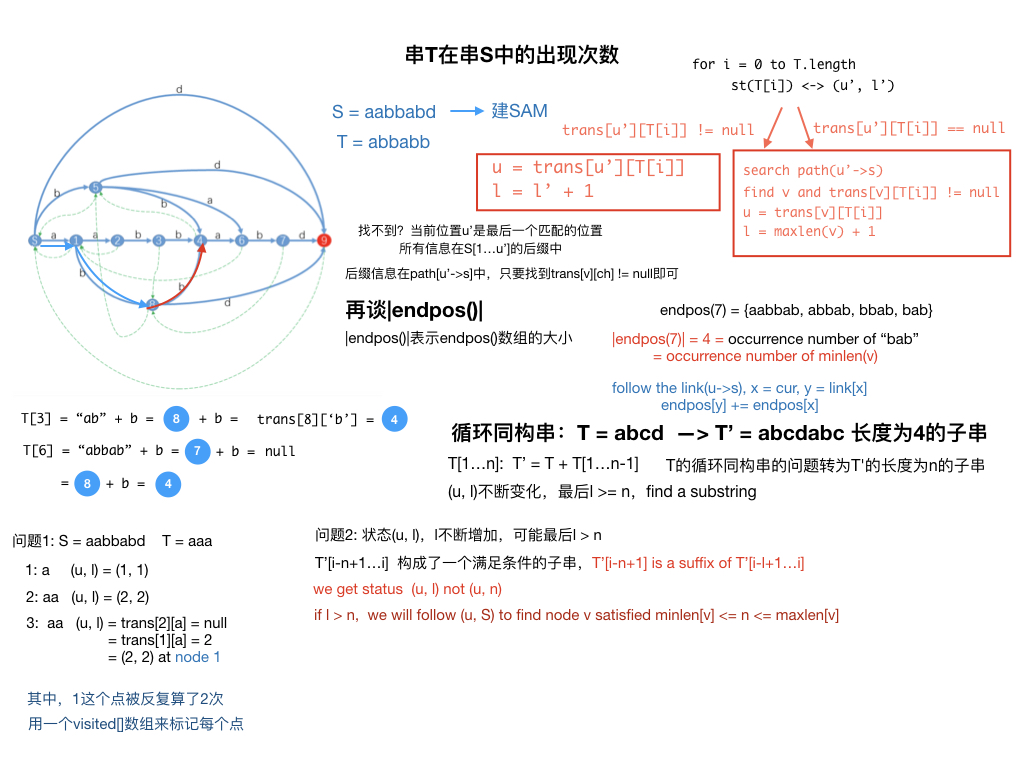 串T在串S中的出现次数
for i = 0 to T.length
st(T[i]) <-> (u’, l’)
S = aabbabd
建SAM
T = abbabb
trans[u’][T[i]] != null
trans[u’][T[i]] == null
u = trans[u’][T[i]]
l = l’ + 1
search path(u’->s)
find v and trans[v][T[i]] != null
u = trans[v][T[i]]
l = maxlen(v) + 1
d
d
b
b
a
S a 1 a 2 b 3 b 4 a 6 b 7 d 9
5
b
b
8
d
找不到？当前位置u’是最后一个匹配的位置
所有信息在S[1…u’]的后缀中
后缀信息在path[u’->s]中，只要找到trans[v][ch] != null即可
再谈|endpos()|
|endpos()|表示endpos()数组的大小
endpos(7) = {aabbab, abbab, bbab, bab}
|endpos(7)| = 4 = occurrence number of “bab”
= occurrence number of minlen(v)
follow the link(u->s), x = cur, y = link[x]
endpos[y] += endpos[x]
T[3] = “ab” + b = 8 + b = trans[8][‘b’] = 4
T[6] = “abbab” + b = 7 + b = null
= 8 + b = 4
循环同构串：T = abcd —> T’ = abcdabc 长度为4的子串
T[1…n]: T’ = T + T[1…n-1] T的循环同构串的问题转为T'的长度为n的子串
(u, l)不断变化，最后l >= n，find a substring
问题1: S = aabbabd T = aaa
1: a (u, l) = (1, 1)
2: aa (u, l) = (2, 2)
3: aa (u, l) = trans[2][a] = null
= trans[1][a] = 2
= (2, 2) at node 1
其中，1这个点被反复算了2次
用一个visited[]数组来标记每个点
问题2: 状态(u, l)，l不断增加，可能最后l > n
T’[i-n+1…i] 构成了一个满足条件的子串，T’[i-n+1] is a suffix of T’[i-l+1…i]
we get status (u, l) not (u, n)
if l > n，we will follow (u, S) to find node v satisfied minlen[v] <= n <= maxlen[v]